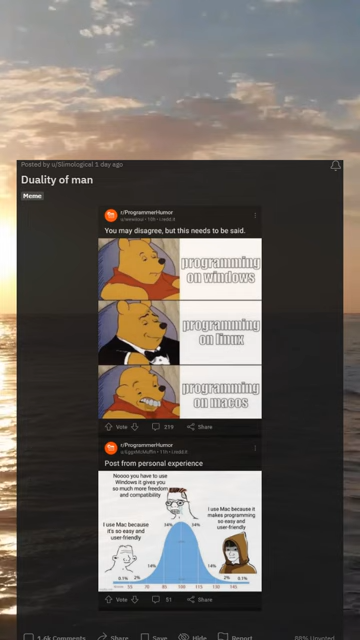 Posted by u/Slimological 1 day ago
Duality of man
Meme
r/ProgrammerHumor
You may disagree, but this needs to be said.
programming
on windows
programming
on linux
programming
on macos
Vote
219
Share
r/ProgrammerHumor
Post from personal experience
Noooo you have to use
Windows it gives you
so much more freedom
and compatibility
I use Mac because
it's so easy and
user-friendly
I use Mac because it
makes programming
so easy and
user-friendly
34% 34%
14% 14%
0.1% 2% 2% 0.1%
55 70 85 100 115 130 145
Vote
51
Share
Comments Share Save Hide Report